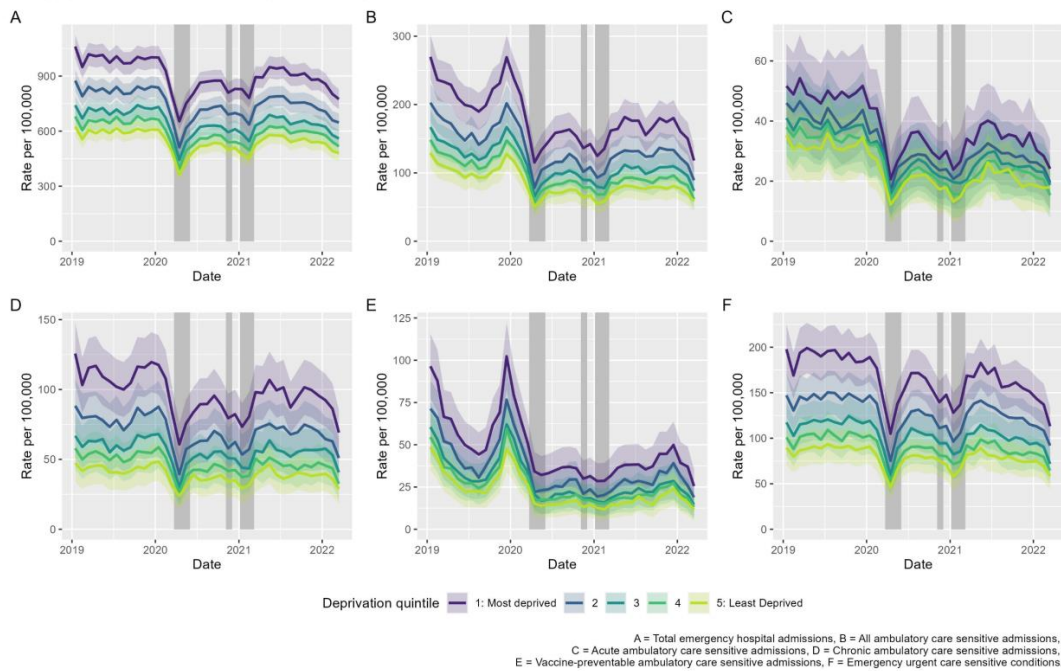 A
Rate per 100,000
900
600
300
0
2019 2020 2021 2022
Date
B
Rate per 100,000
300
200
100
0
2019 2020 2021 2022
Date
C
Rate per 100,000
60
40
20
0
2019 2020 2021 2022
Date
D
Rate per 100,000
150
100
50
0
2019 2020 2021 2022
Date
E
Rate per 100,000
125
100
75
50
25
0
2019 2020 2021 2022
Date
F
Rate per 100,000
200
150
100
50
0
2019 2020 2021 2022
Date
Deprivation quintile 1: Most deprived 2 3 4 5: Least Deprived
A = Total emergency hospital admissions, B = All ambulatory care sensitive admissions,
C = Acute ambulatory care sensitive admissions, D = Chronic ambulatory care sensitive admissions,
E = Vaccine-preventable ambulatory care sensitive admissions, F = Emergency urgent care sensitive conditions,